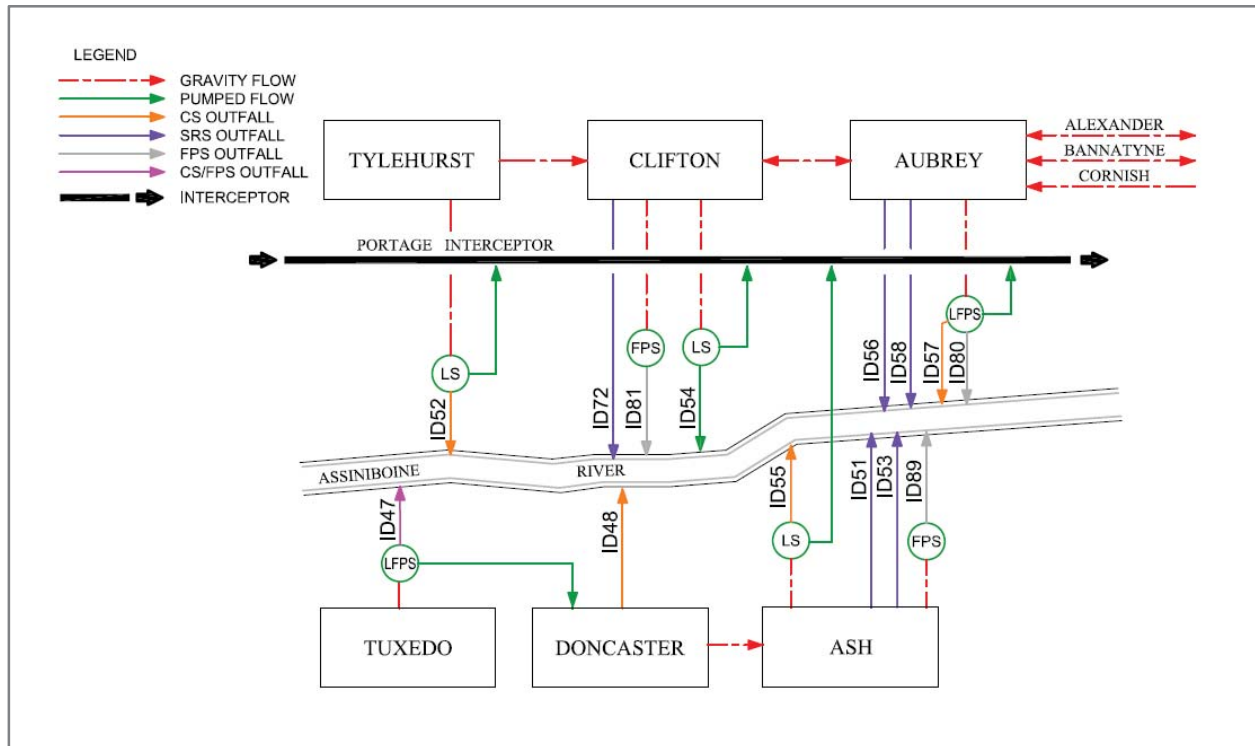 LEGEND
GRAVITY FLOW
PUMPED FLOW
CS OUTFALL
SRS OUTFALL
FPS OUTFALL
CS/FPS OUTFALL
INTERCEPTOR
TYLEHURST
CLIFTON
AUBREY
ALEXANDER
BANNATYNE
CORNISH
PORTAGE INTERCEPTOR
LS
FPS
LS
LFPS
ID52
ID72
ID81
ID54
ID56
ID58
ID57
ID80
ASSINIBOINE RIVER
ID47
ID48
ID55
ID51
ID53
ID89
LFPS
LS
FPS
TUXEDO
DONCASTER
ASH